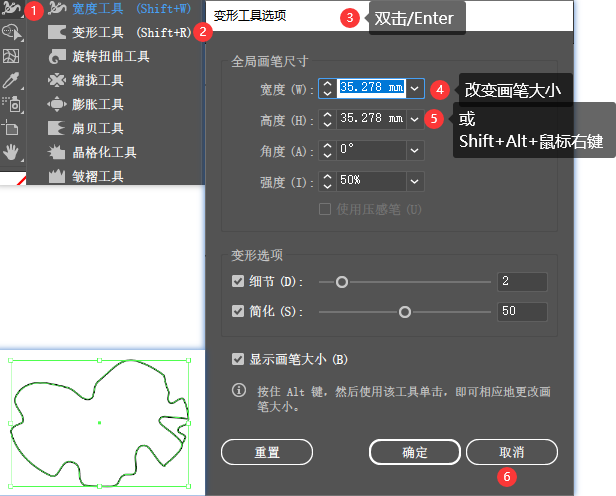 1 宽度工具 (Shift+W)
变形工具 (Shift+R) 2
旋转扭曲工具
缩拢工具
膨胀工具
扇贝工具
晶格化工具
皱褶工具
变形工具选项
3 双击/Enter
全局画笔尺寸
宽度(W): 35.278 mm
4 改变画笔大小
高度(H): 35.278 mm
5 或
Shift+Alt+鼠标右键
角度(A): 0°
强度(I): 50%
使用压感笔(U)
变形选项
细节(D): 2
简化(S): 50
显示画笔大小(B)
按住 Alt 键，然后使用该工具单击，即可相应地更改画
笔大小。
重置 确定 取消
6